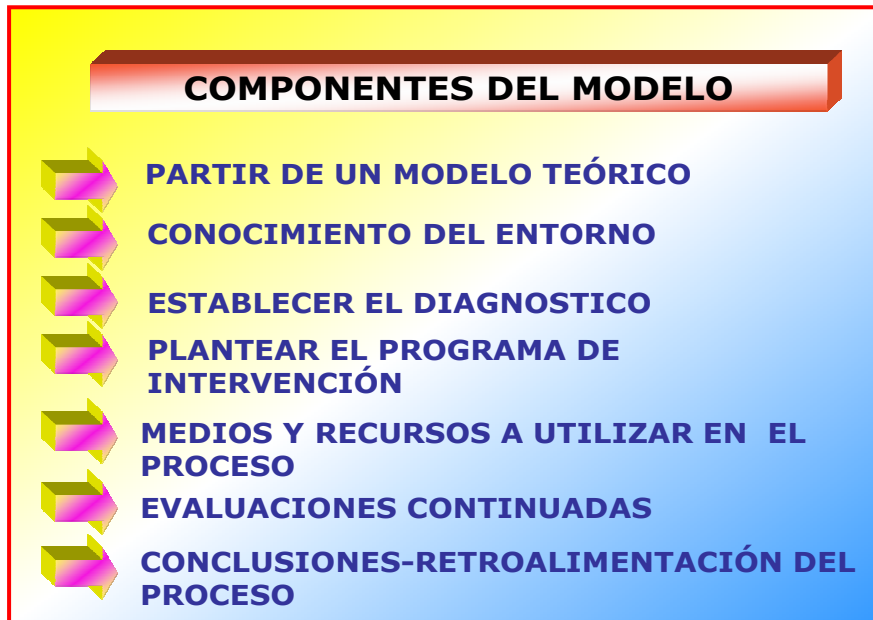 COMPONENTES DEL MODELO
PARTIR DE UN MODELO TEÓRICO
CONOCIMIENTO DEL ENTORNO
ESTABLECER EL DIAGNOSTICO
PLANTEAR EL PROGRAMA DE
INTERVENCIÓN
MEDIOS Y RECURSOS A UTILIZAR EN EL
PROCESO
EVALUACIONES CONTINUADAS
CONCLUSIONES-RETROALIMENTACIÓN DEL
PROCESO